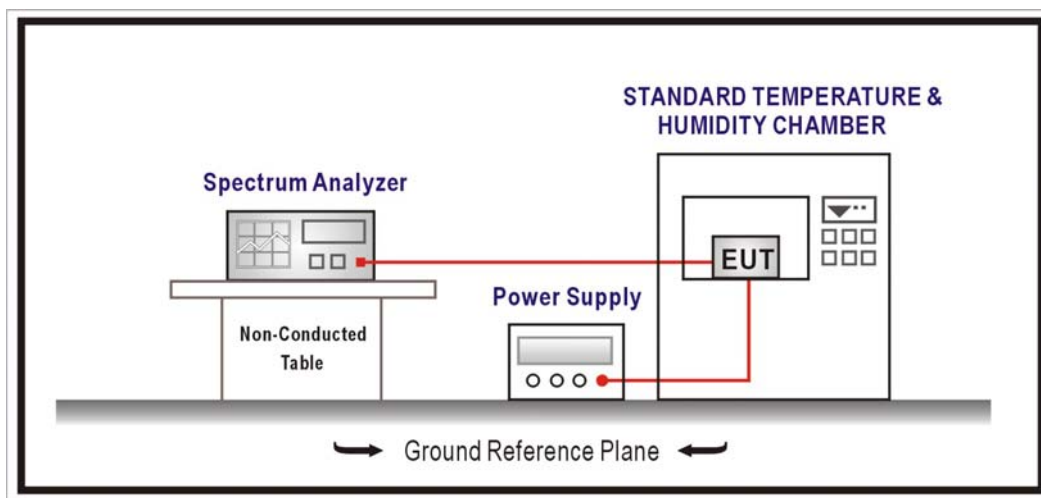 STANDARD TEMPERATURE &
HUMIDITY CHAMBER
Spectrum Analyzer
EUT
Power Supply
Non-Conducted
Table
Ground Reference Plane